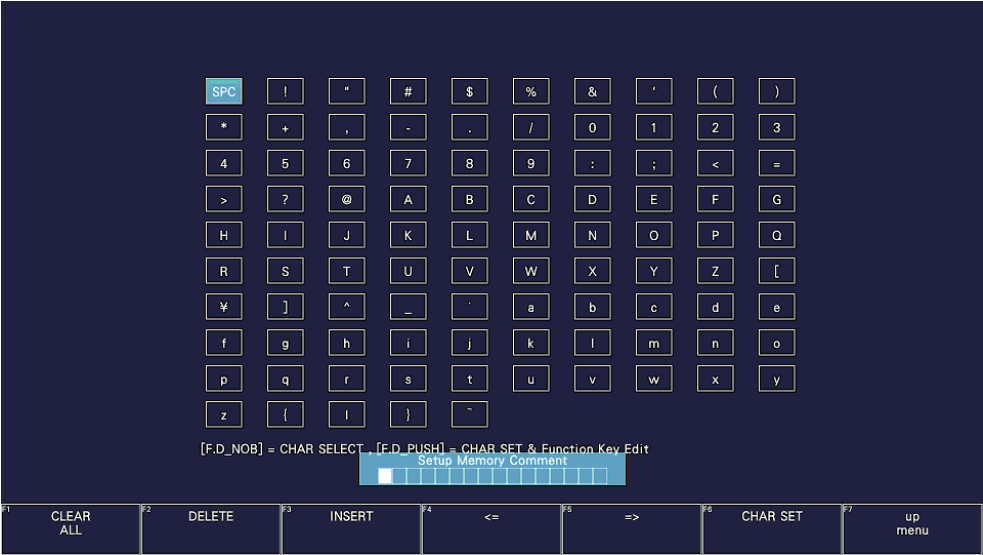 SPC ! " # $ % & ' ( )
* + , - . / 0 1 2 3
4 5 6 7 8 9 : ; < =
> ? @ A B C D E F G
H I J K L M N O P Q
R S T U V W X Y Z [
¥ ] ^ _ ` a b c d e
f g h i j k l m n o
p q r s t u v w x y
z { | } ~
[F.D_NOB] = CHAR SELECT , [F.D_PUSH] = CHAR SET & Function Key Edit
Setup Memory Comment
F1 CLEAR ALL
F2 DELETE
F3 INSERT
F4 <=
F5 =>
F6 CHAR SET
F7 up menu